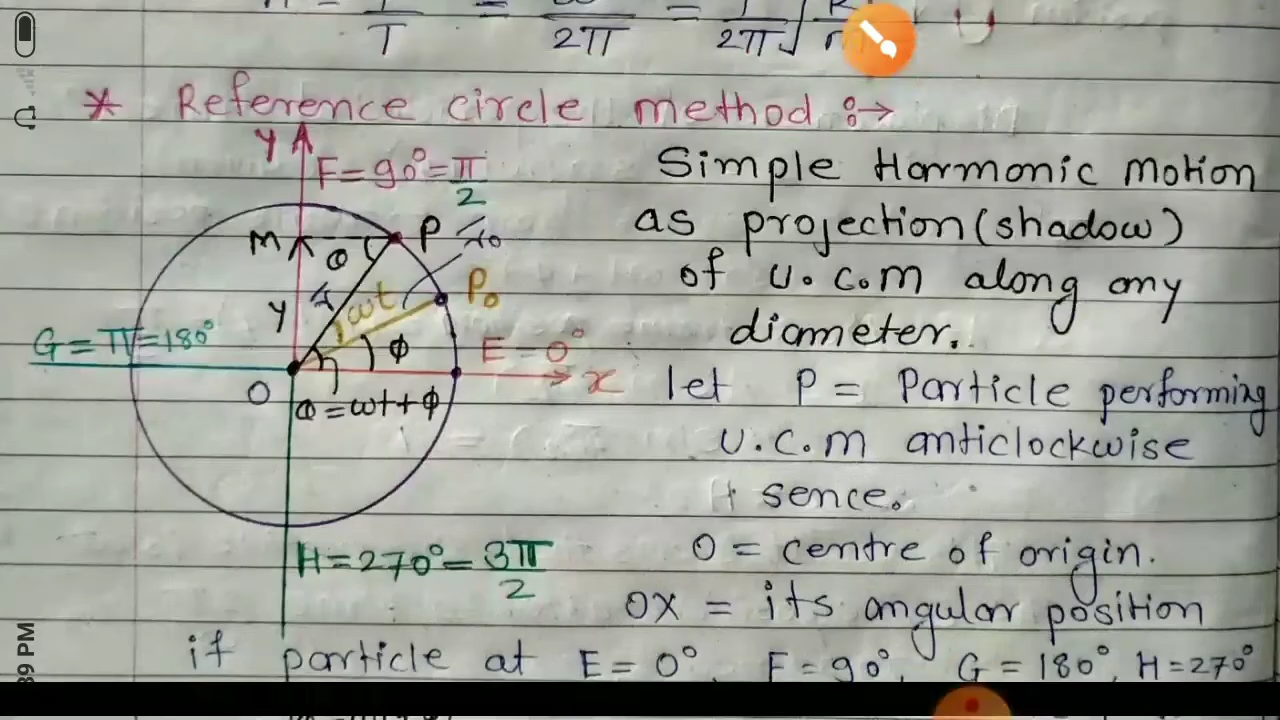 T 2π 2π
* Reference circle method :→
Y
F=90°=π/2
M θ P
P₀
y ωt
G=π=180°
φ
E-0°
O x
θ=ωt+φ
H=270°=3π/2
Simple Harmonic Motion
as projection (shadow)
of U.C.M along any
diameter.
let P = Particle performing
U.C.M anticlockwise
sence.
O = centre of origin.
OX = its angular position
if particle at E=0°, F=90°, G=180°, H=270°
39 PM